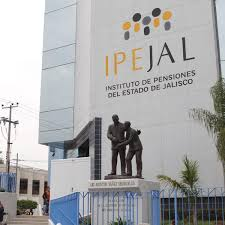 IPEJAL
INSTITUTO DE PENSIONES
DEL ESTADO DE JALISCO